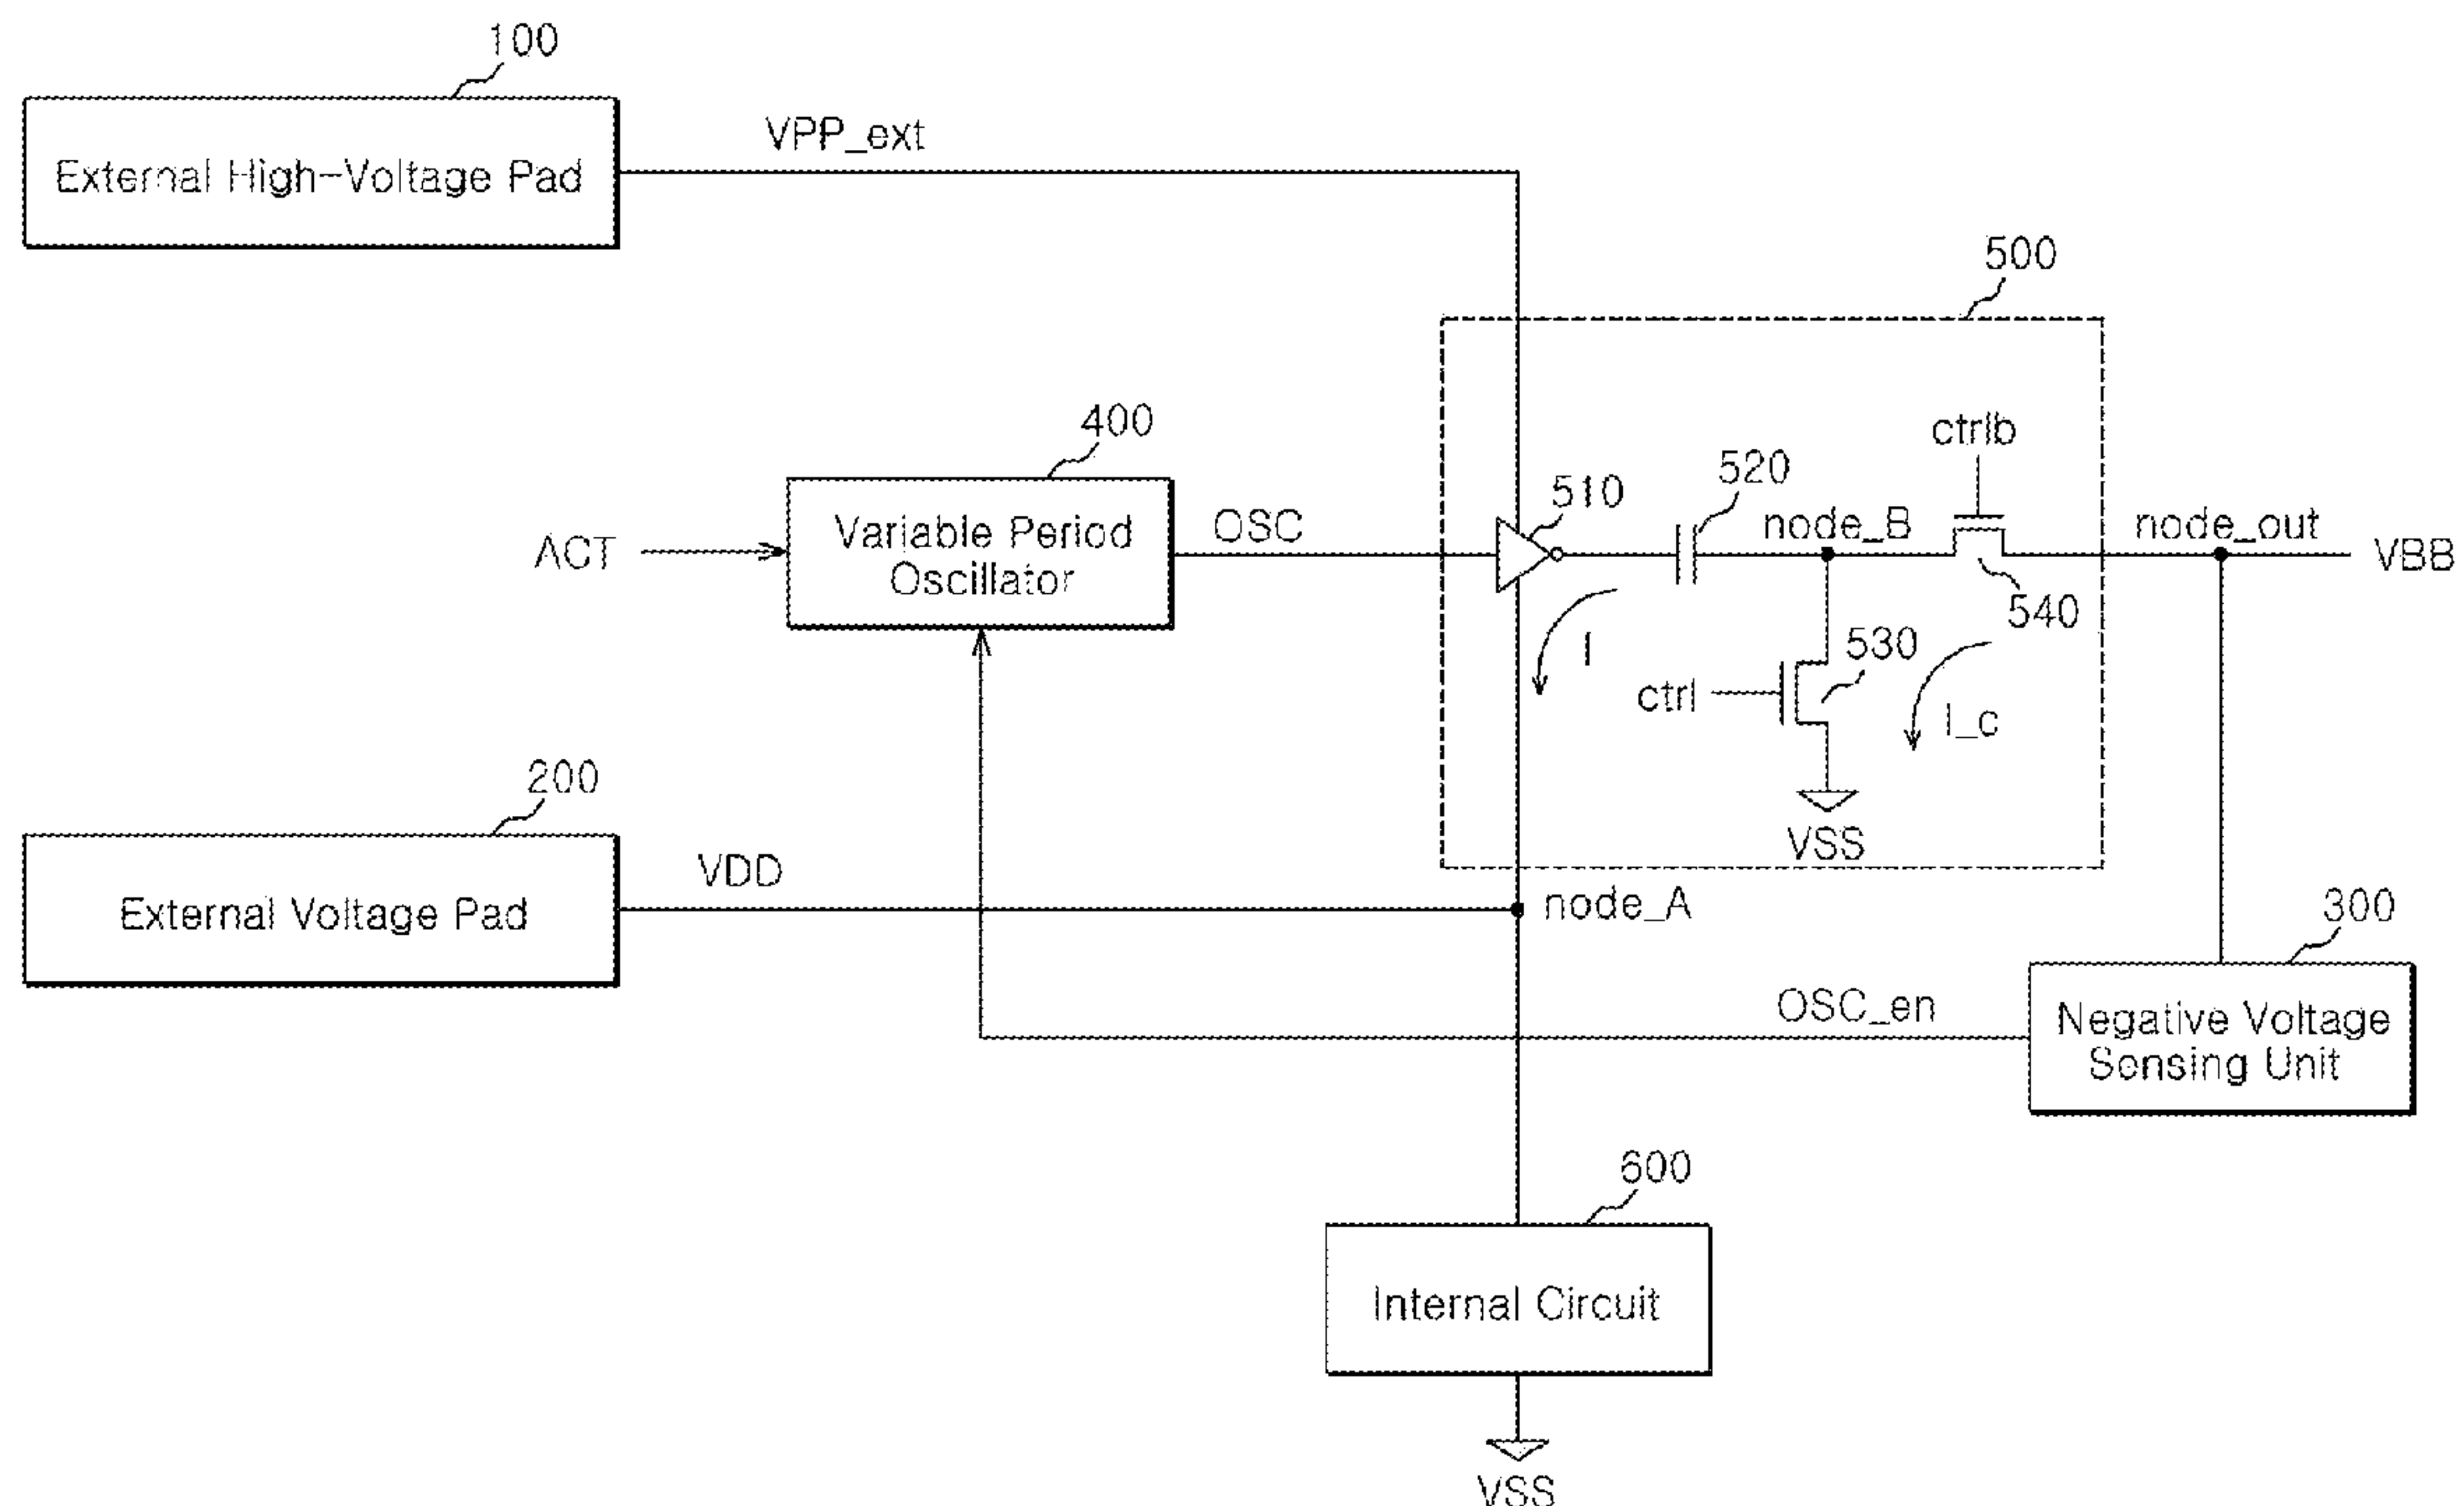 100
External High-Voltage Pad
VPP_ext
500
400
ctrlb
520
510
ACT
Variable Period
Oscillator
OSC
node_B
node_out
VBB
540
I
530
ctrl
I_c
VSS
200
External Voltage Pad
VDD
node_A
300
OSC_en
Negative Voltage
Sensing Unit
600
Internal Circuit
VSS